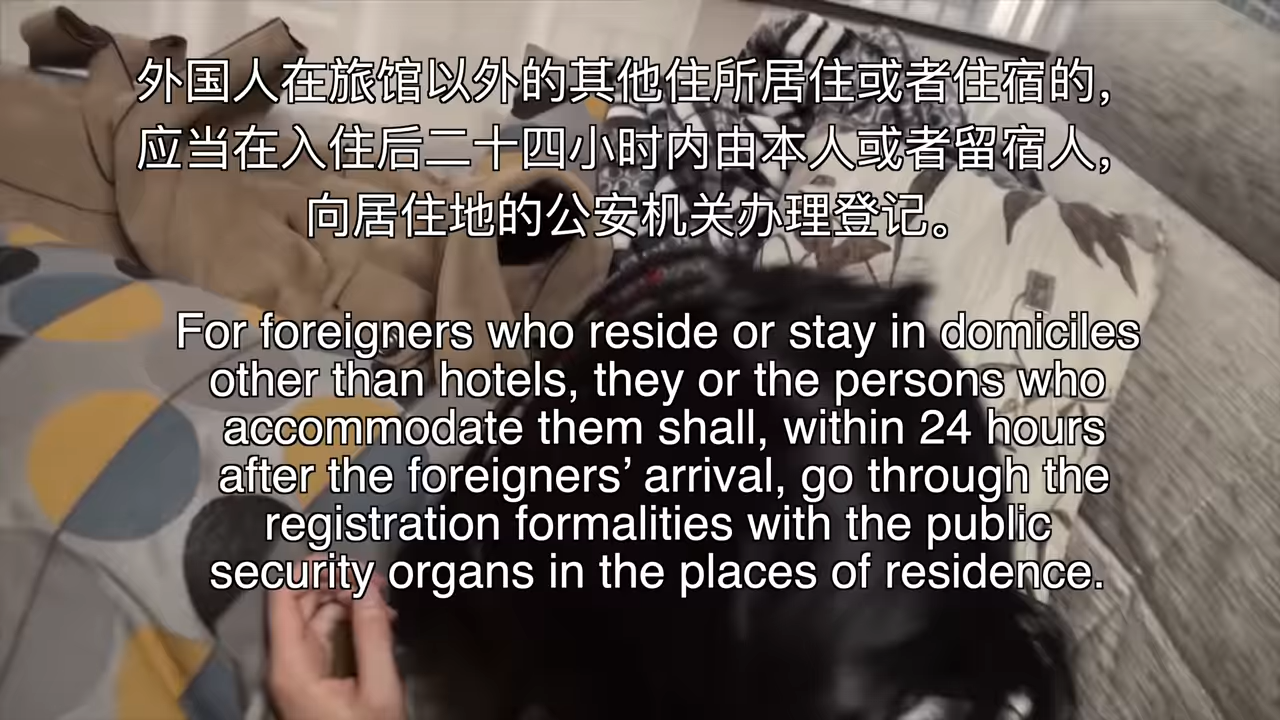 外国人在旅馆以外的其他住所居住或者住宿的，
应当在入住后二十四小时内由本人或者留宿人，
向居住地的公安机关办理登记。
For foreigners who reside or stay in domiciles
other than hotels, they or the persons who
accommodate them shall, within 24 hours
after the foreigners’ arrival, go through the
registration formalities with the public
security organs in the places of residence.